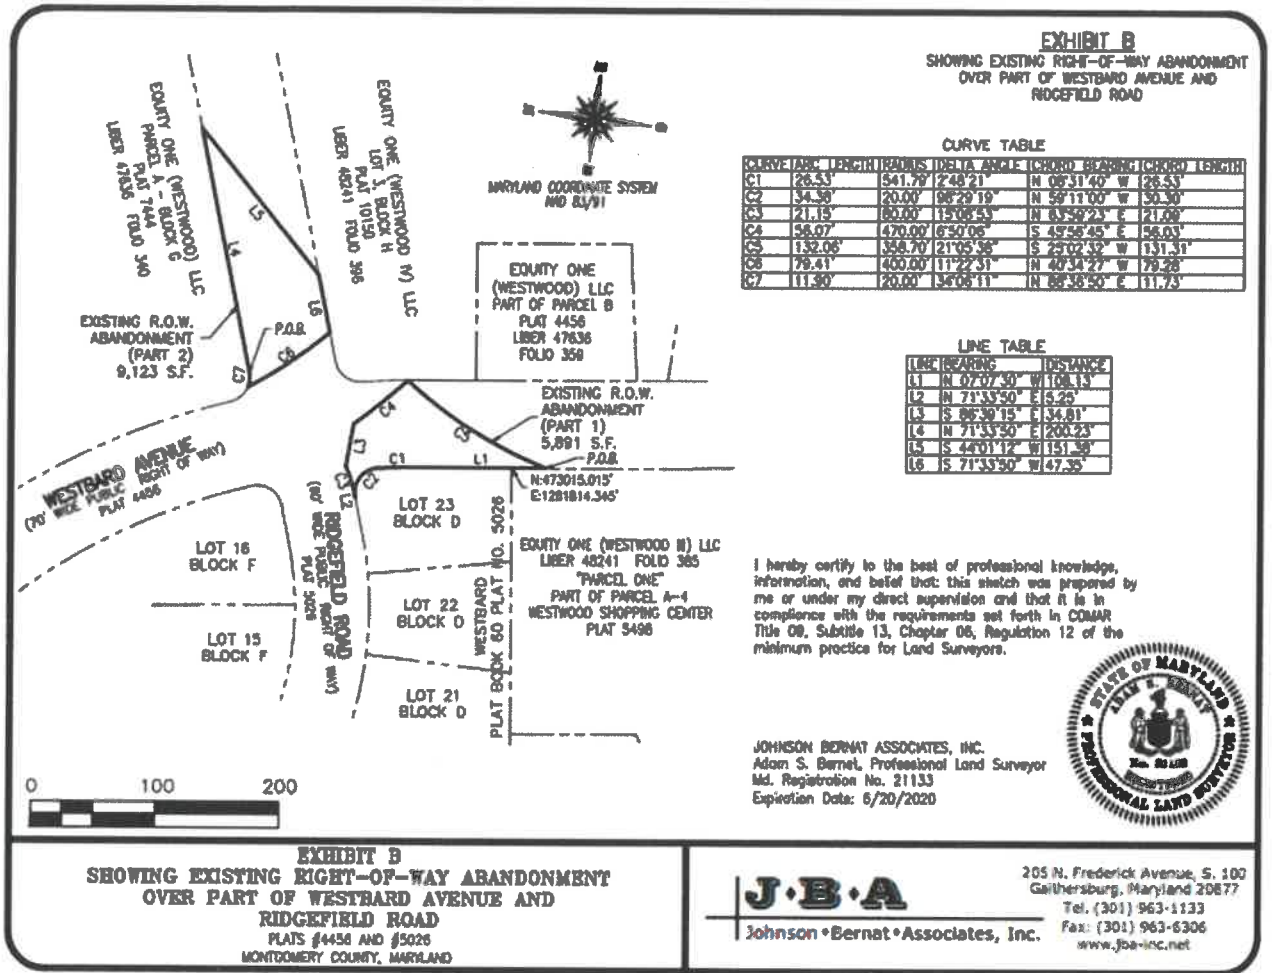 EXHIBIT B
SHOWING EXISTING RIGHT-OF-WAY ABANDONMENT
OVER PART OF WESTBARD AVENUE AND
RIDGEFIELD ROAD
MARYLAND COORDINATE SYSTEM
NAD 83/91
CURVE TABLE
CURVE ARC LENGTH RADIUS DELTA ANGLE CHORD BEARING CHORD LENGTH
C1 26.53' 541.79' 2°48'21" N 08°31'40" W 26.53'
C2 34.38' 20.00' 98°29'19" N 59°11'00" W 30.30'
C3 21.15' 80.00' 15°08'53" N 83°59'23" E 21.09'
C4 56.07' 470.00' 6°50'06" S 45°56'45" E 56.03'
C5 132.06' 358.70' 21°05'36" S 25°02'32" W 131.31'
C6 79.41' 400.00' 11°22'31" N 40°34'27" W 79.28'
C7 11.90' 20.00' 34°06'11" N 88°36'50" E 11.73'
LINE TABLE
LINE BEARING DISTANCE
L1 N 07°07'30" W 108.13'
L2 N 71°33'50" E 5.25'
L3 S 86°39'15" E 34.81'
L4 N 71°33'50" E 200.23'
L5 S 44°01'12" W 151.38'
L6 S 71°33'50" W 47.35'
EQUITY ONE (WESTWOOD) LLC
PARCEL A - BLOCK G
PLAT 7444
LIBER 47636 FOLIO 340
EQUITY ONE (WESTWOOD IV) LLC
LOT 3, BLOCK H
PLAT 10150
LIBER 48241 FOLIO 396
L5
L4
L6
EXISTING R.O.W.
ABANDONMENT
(PART 2)
9,123 S.F.
P.O.B.
C6
EQUITY ONE
(WESTWOOD) LLC
PART OF PARCEL B
PLAT 4456
LIBER 47636
FOLIO 359
EXISTING R.O.W.
ABANDONMENT
(PART 1)
5,891 S.F.
P.O.B.
C4
C5
L3
C1
L1
C3
C2
L2
N:473015.015'
E:1281814.345'
WESTBARD AVENUE
(70' WIDE PUBLIC RIGHT OF WAY)
PLAT 4456
RIDGEFIELD ROAD
(80' WIDE PUBLIC RIGHT OF WAY)
PLAT 5026
LOT 23
BLOCK D
LOT 16
BLOCK F
LOT 22
BLOCK D
LOT 15
BLOCK F
LOT 21
BLOCK D
WESTBARD
PLAT BOOK 60 PLAT NO. 5026
EQUITY ONE (WESTWOOD II) LLC
LIBER 48241 FOLIO 385
"PARCEL ONE"
PART OF PARCEL A-4
WESTWOOD SHOPPING CENTER
PLAT 5498
I hereby certify to the best of professional knowledge,
information, and belief that: this sketch was prepared by
me or under my direct supervision and that it is in
compliance with the requirements set forth in COMAR
Title 09, Subtitle 13, Chapter 06, Regulation 12 of the
minimum practice for Land Surveyors.
JOHNSON BERNAT ASSOCIATES, INC.
Adam S. Bernat, Professional Land Surveyor
Md. Registration No. 21133
Expiration Date: 6/20/2020
STATE OF MARYLAND
ADAM S. BERNAT
PROFESSIONAL LAND SURVEYOR
0 100 200
EXHIBIT B
SHOWING EXISTING RIGHT-OF-WAY ABANDONMENT
OVER PART OF WESTBARD AVENUE AND
RIDGEFIELD ROAD
PLATS #4456 AND #5026
MONTGOMERY COUNTY, MARYLAND
J•B•A
Johnson•Bernat•Associates, Inc.
205 N. Frederick Avenue, S. 100
Gaithersburg, Maryland 20877
Tel. (301) 963-1133
Fax: (301) 963-6306
www.jba-inc.net